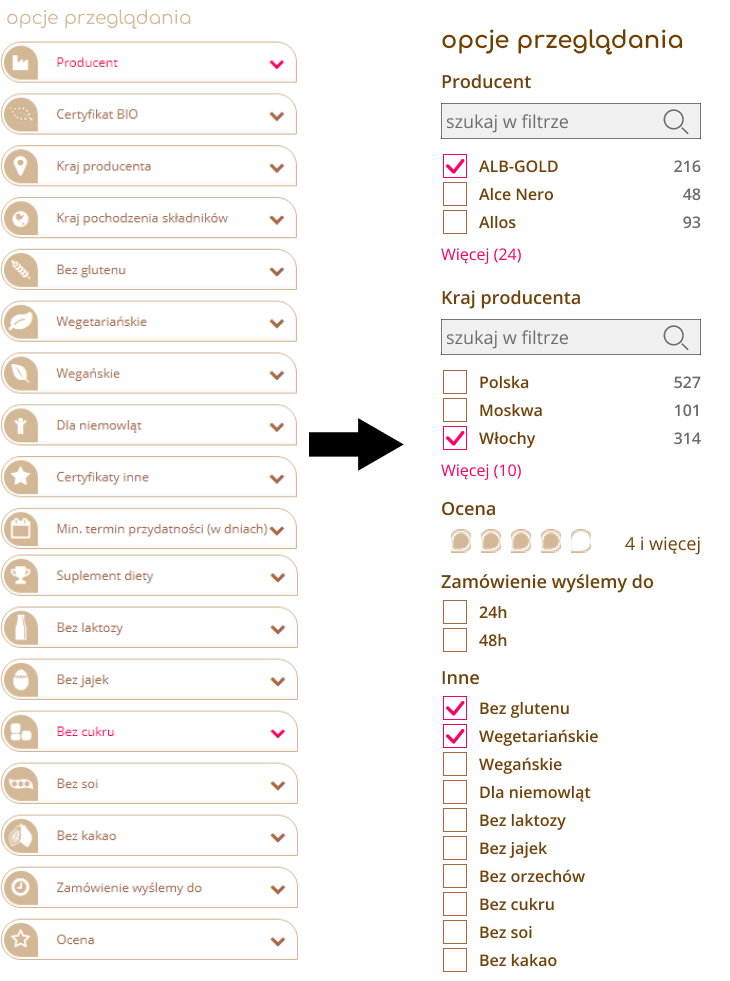 opcje przeglądania
Producent
Certyfikat BIO
Kraj producenta
Kraj pochodzenia składników
Bez glutenu
Wegetariańskie
Wegańskie
Dla niemowląt
Certyfikaty inne
Min. termin przydatności (w dniach)
Suplement diety
Bez laktozy
Bez jajek
Bez cukru
Bez soi
Bez kakao
Zamówienie wyślemy do
Ocena
opcje przeglądania
Producent
szukaj w filtrze
ALB-GOLD 216
Alce Nero 48
Allos 93
Więcej (24)
Kraj producenta
szukaj w filtrze
Polska 527
Moskwa 101
Włochy 314
Więcej (10)
Ocena
4 i więcej
Zamówienie wyślemy do
24h
48h
Inne
Bez glutenu
Wegetariańskie
Wegańskie
Dla niemowląt
Bez laktozy
Bez jajek
Bez orzechów
Bez cukru
Bez soi
Bez kakao